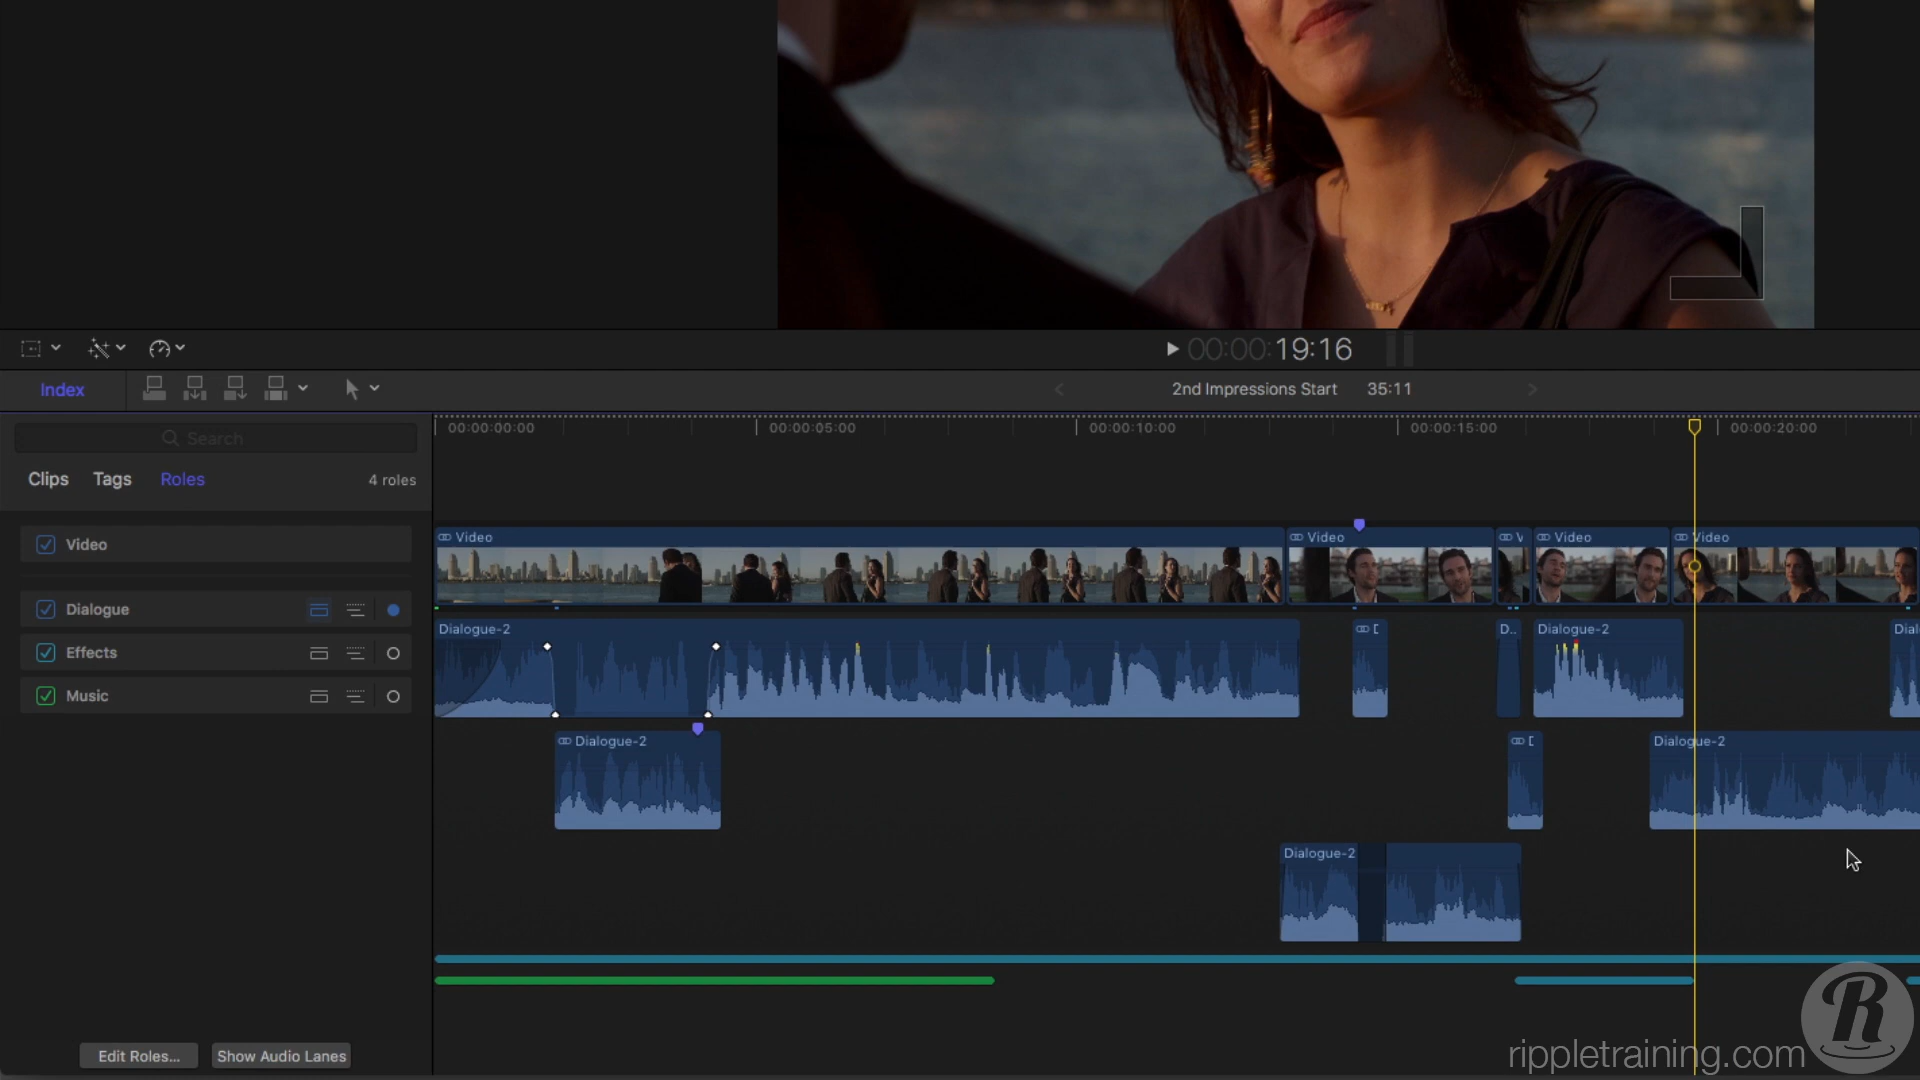 00:00:00:19:16
Index
2nd Impressions Start 35:11
00:00:00:00 00:00:05:00 00:00:10:00 00:00:15:00 00:00:20:00
Search
Clips Tags Roles 4 roles
Video
Dialogue
Effects
Music
Video Video V Video Video
Dialogue-2 D.. Dialogue-2 Dial
Dialogue-2 Dialogue-2
Dialogue-2
Edit Roles... Show Audio Lanes
R
rippletraining.com